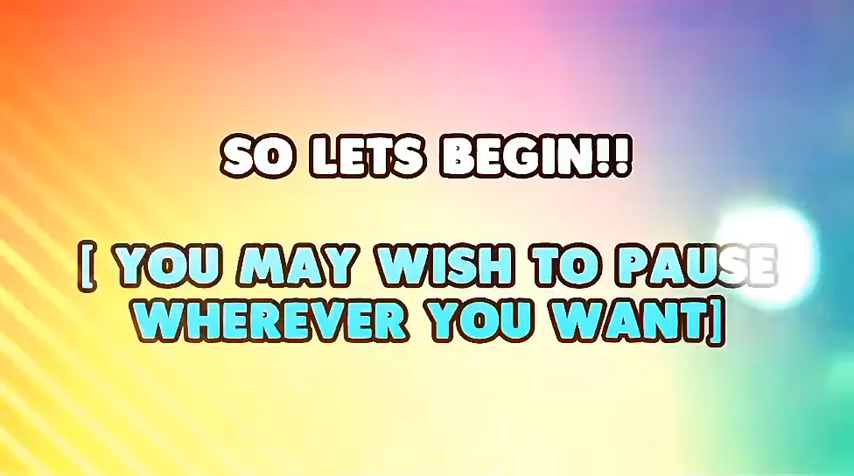 SO LETS BEGIN!!
[ YOU MAY WISH TO PAUSE
WHEREVER YOU WANT]